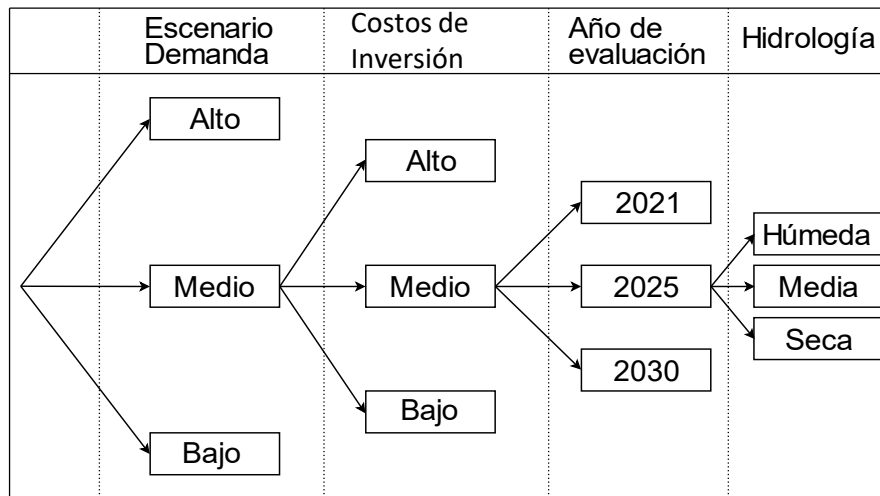 Escenario
Demanda
Costos de
Inversión
Año de
evaluación
Hidrología
Alto
Medio
Bajo
Alto
Medio
Bajo
2021
2025
2030
Húmeda
Media
Seca